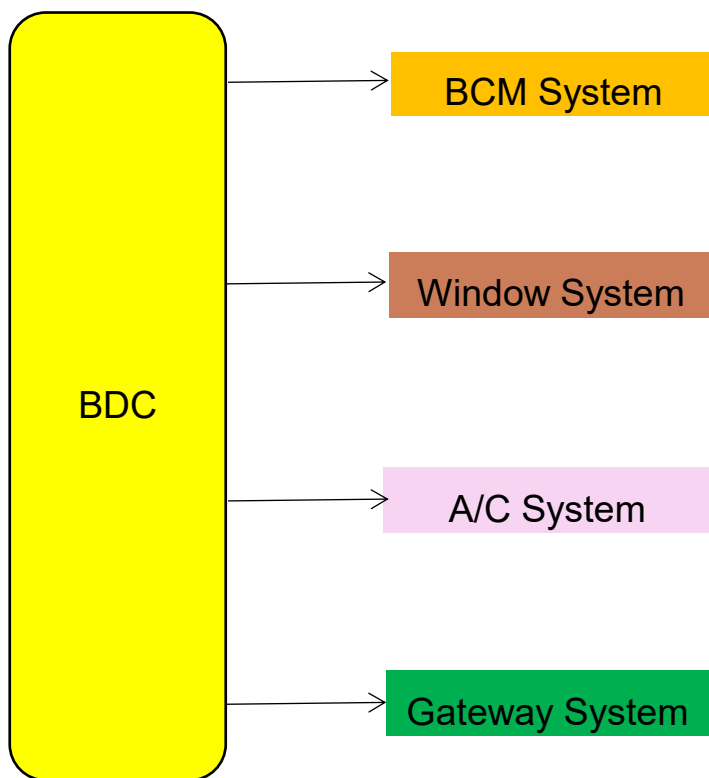 BCM System
Window System
BDC
A/C System
Gateway System